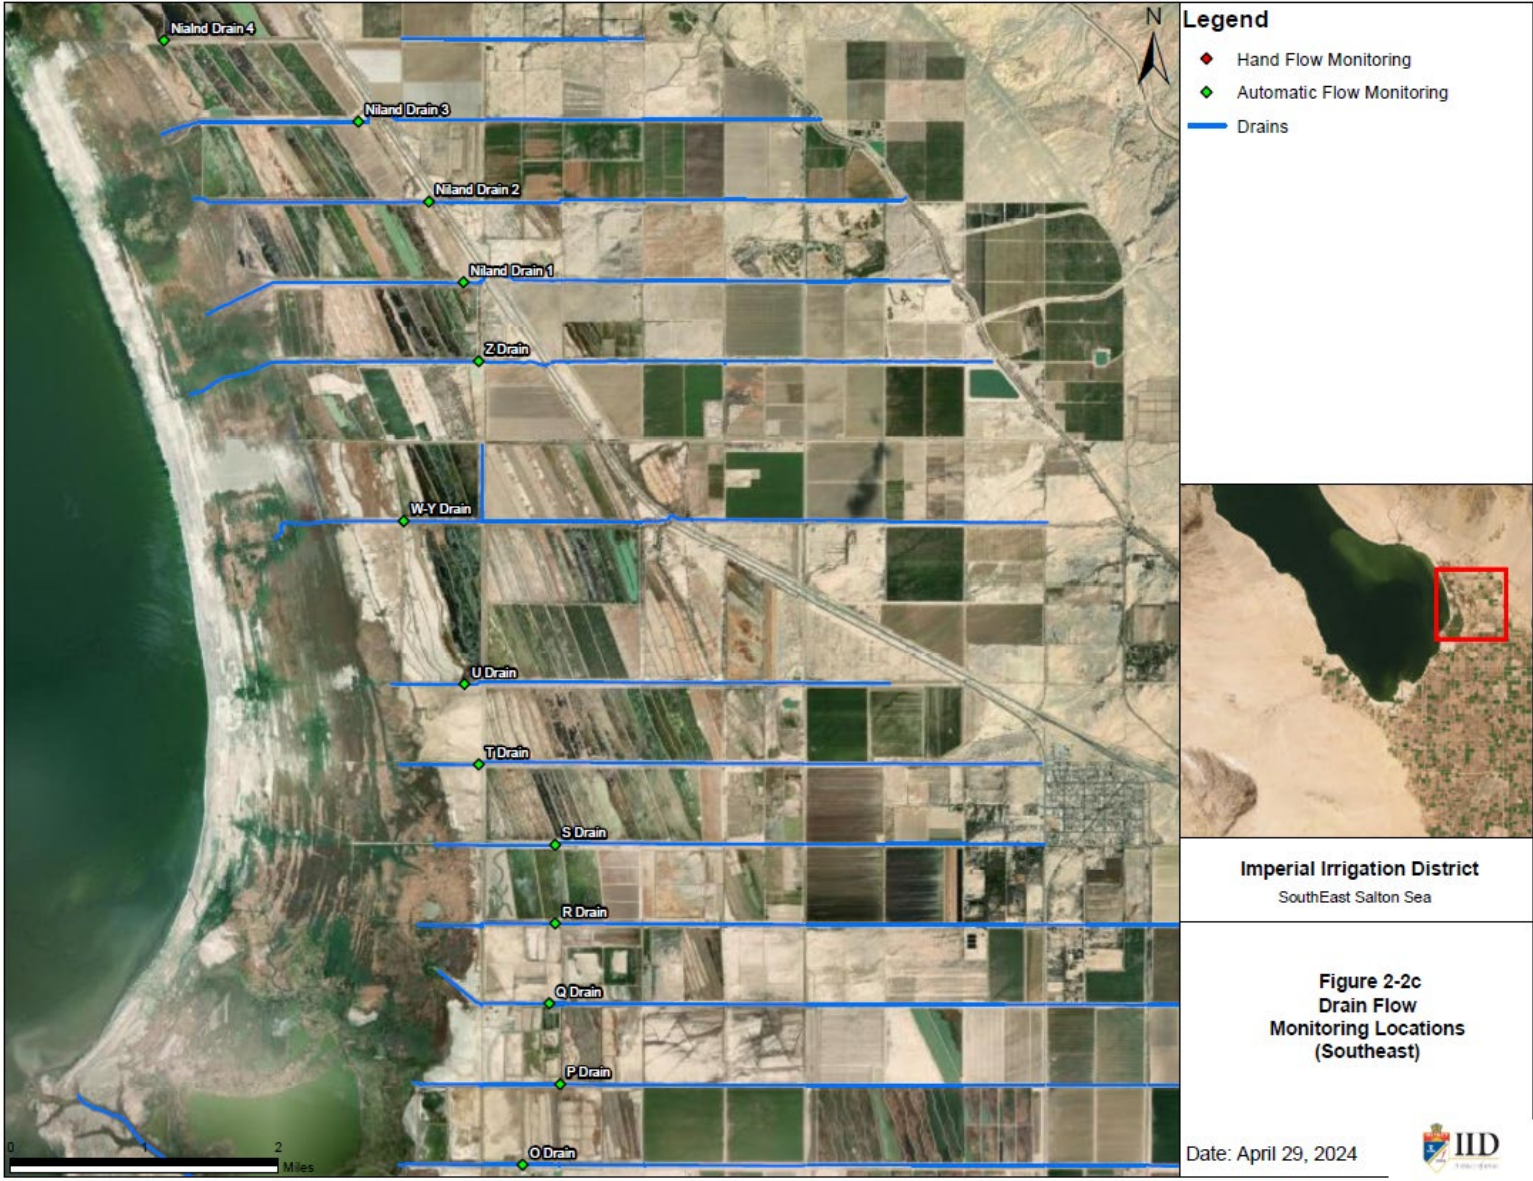 Nialnd Drain 4
N
Niland Drain 3
Niland Drain 2
Niland Drain 1
Z Drain
W-Y Drain
U Drain
T Drain
S Drain
R Drain
Q Drain
P Drain
O Drain
0 1 2
Miles
Legend
Hand Flow Monitoring
Automatic Flow Monitoring
Drains
Imperial Irrigation District
SouthEast Salton Sea
Figure 2-2c
Drain Flow
Monitoring Locations
(Southeast)
Date: April 29, 2024
IID